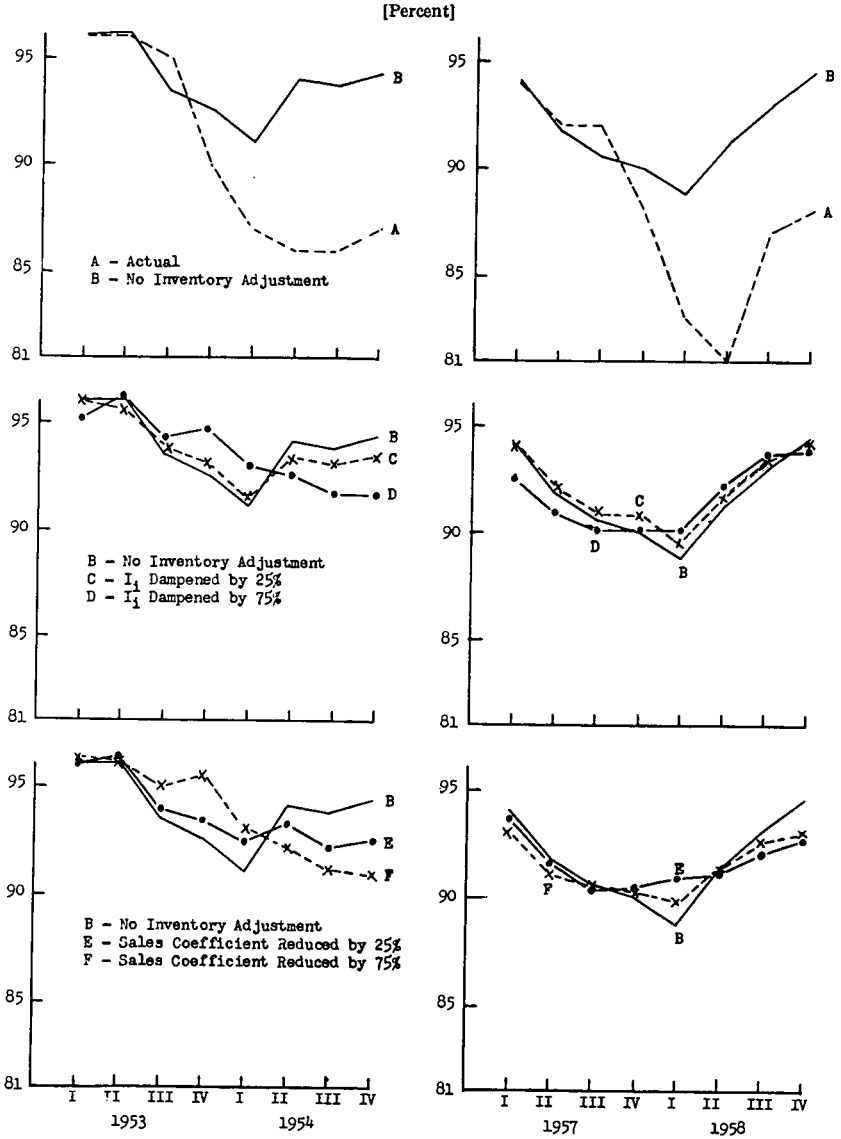 [Percent]
95
90
85
81
B
A
A - Actual
B - No Inventory Adjustment
95
90
85
81
B
A
95
90
85
81
B
C
D
B - No Inventory Adjustment
C - Ii Dampened by 25%
D - Ii Dampened by 75%
95
90
85
81
C
D
B
95
90
85
81
B
E
F
B - No Inventory Adjustment
E - Sales Coefficient Reduced by 25%
F - Sales Coefficient Reduced by 75%
I II III IV I II III IV
1953 1954
95
90
85
81
E
F
B
I II III IV I II III IV
1957 1958